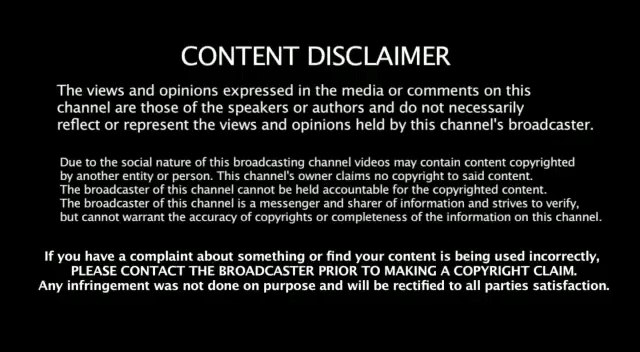 CONTENT DISCLAIMER
The views and opinions expressed in the media or comments on this
channel are those of the speakers or authors and do not necessarily
reflect or represent the views and opinions held by this channel's broadcaster.
Due to the social nature of this broadcasting channel videos may contain content copyrighted
by another entity or person. This channel's owner claims no copyright to said content.
The broadcaster of this channel cannot be held accountable for the copyrighted content.
The broadcaster of this channel is a messenger and sharer of information and strives to verify,
but cannot warrant the accuracy of copyrights or completeness of the information on this channel.
If you have a complaint about something or find your content is being used incorrectly,
PLEASE CONTACT THE BROADCASTER PRIOR TO MAKING A COPYRIGHT CLAIM.
Any infringement was not done on purpose and will be rectified to all parties satisfaction.